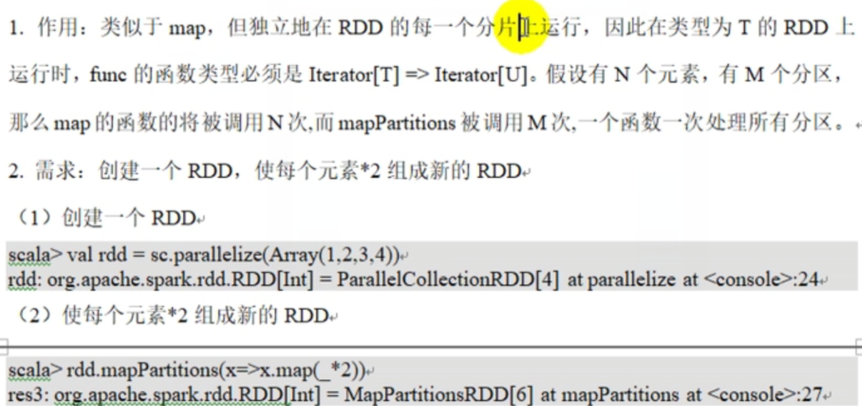 1. 作用：类似于 map，但独立地在 RDD 的每一个分片上运行，因此在类型为 T 的 RDD 上
运行时，func 的函数类型必须是 Iterator[T] => Iterator[U]。假设有 N 个元素，有 M 个分区，
那么 map 的函数的将被调用 N 次,而 mapPartitions 被调用 M 次,一个函数一次处理所有分区。
2. 需求：创建一个 RDD，使每个元素*2 组成新的 RDD
（1）创建一个 RDD
scala> val rdd = sc.parallelize(Array(1,2,3,4))
rdd: org.apache.spark.rdd.RDD[Int] = ParallelCollectionRDD[4] at parallelize at <console>:24
（2）使每个元素*2 组成新的 RDD
scala> rdd.mapPartitions(x=>x.map(_*2))
res3: org.apache.spark.rdd.RDD[Int] = MapPartitionsRDD[6] at mapPartitions at <console>:27